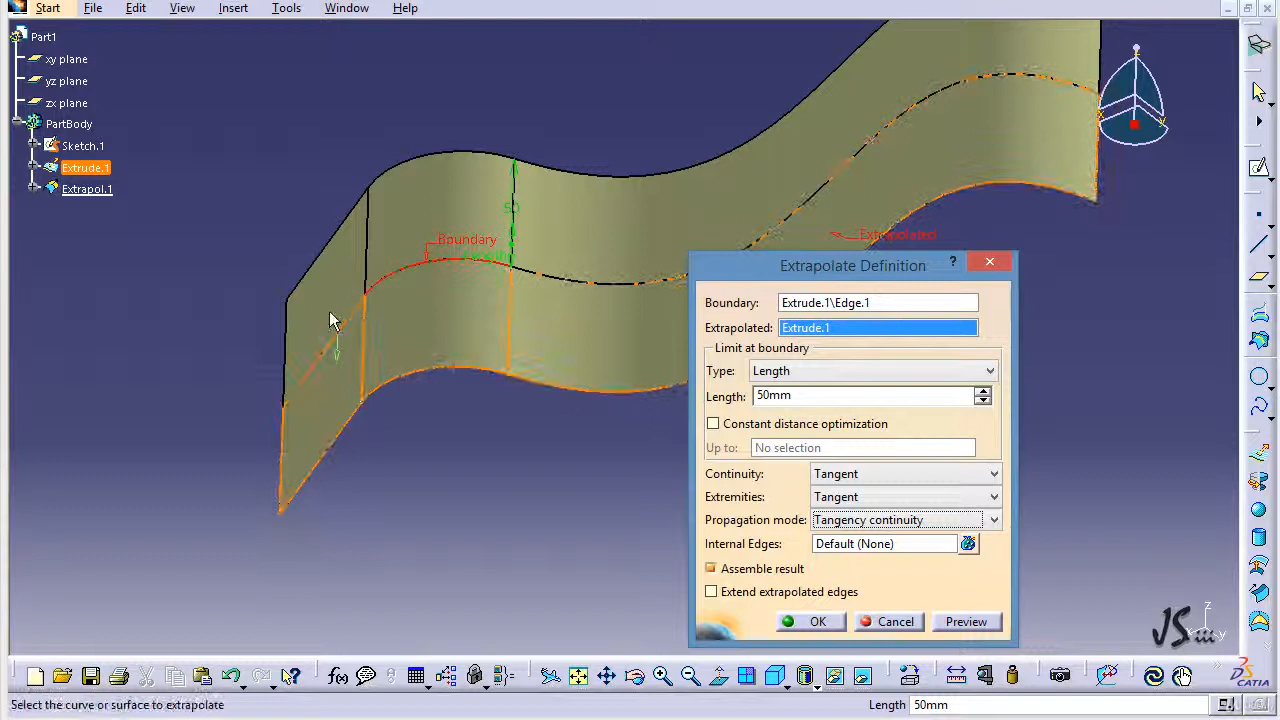 Start File Edit View Insert Tools Window Help
Part1
xy plane
yz plane
zx plane
PartBody
Sketch.1
Extrude.1
Extrapol.1
50
Boundary
Extrapolated
Extrapolate Definition ?
Boundary: Extrude.1\Edge.1
Extrapolated: Extrude.1
Limit at boundary
Type: Length
Length: 50mm
Constant distance optimization
Up to: No selection
Continuity: Tangent
Extremities: Tangent
Propagation mode: Tangency continuity
Internal Edges: Default (None)
Assemble result
Extend extrapolated edges
OK Cancel Preview
z
y
f(x)
CATIA
Select the curve or surface to extrapolate Length 50mm